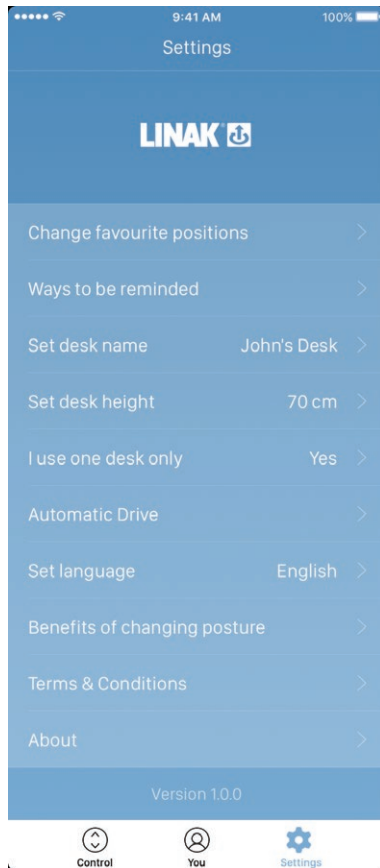 9:41 AM 100%
Settings
LINAK
Change favourite positions
Ways to be reminded
Set desk name John's Desk
Set desk height 70 cm
I use one desk only Yes
Automatic Drive
Set language English
Benefits of changing posture
Terms & Conditions
About
Version 1.0.0
Control You Settings